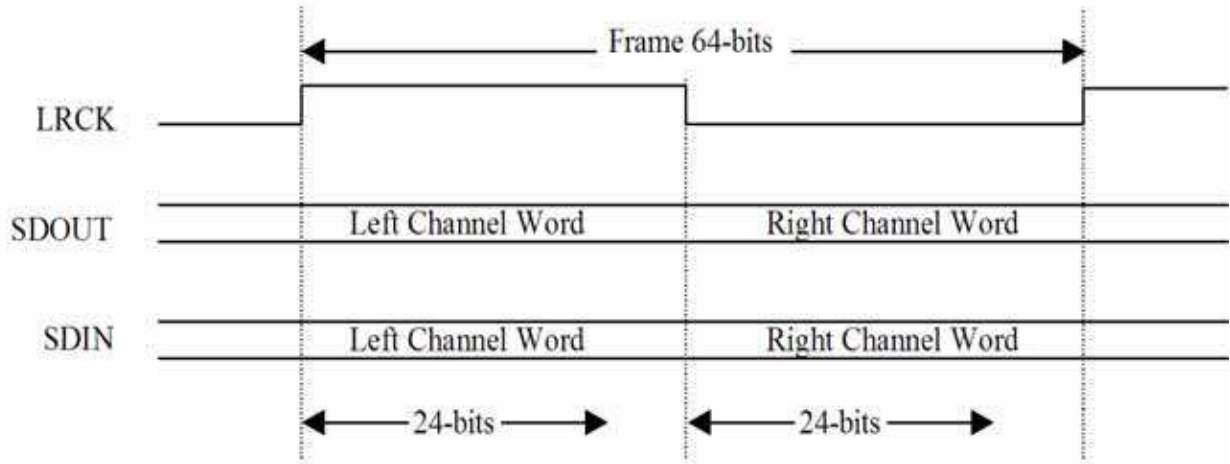 Frame 64-bits
LRCK
SDOUT
Left Channel Word
Right Channel Word
SDIN
Left Channel Word
Right Channel Word
24-bits
24-bits